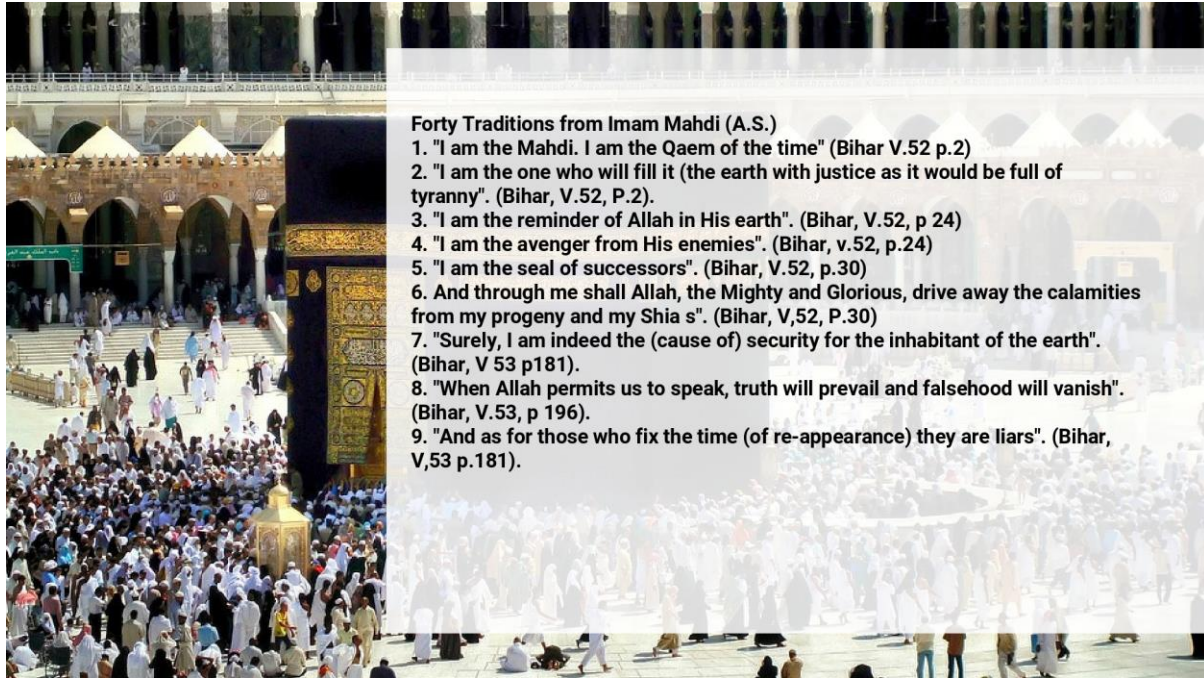 Forty Traditions from Imam Mahdi (A.S.)
1. "I am the Mahdi. I am the Qaem of the time" (Bihar V.52 p.2)
2. "I am the one who will fill it (the earth with justice as it would be full of
tyranny". (Bihar, V.52, P.2).
3. "I am the reminder of Allah in His earth". (Bihar, V.52, p 24)
4. "I am the avenger from His enemies". (Bihar, v.52, p.24)
5. "I am the seal of successors". (Bihar, V.52, p.30)
6. And through me shall Allah, the Mighty and Glorious, drive away the calamities
from my progeny and my Shia s". (Bihar, V,52, P.30)
7. "Surely, I am indeed the (cause of) security for the inhabitant of the earth".
(Bihar, V 53 p181).
8. "When Allah permits us to speak, truth will prevail and falsehood will vanish".
(Bihar, V.53, p 196).
9. "And as for those who fix the time (of re-appearance) they are liars". (Bihar,
V,53 p.181).